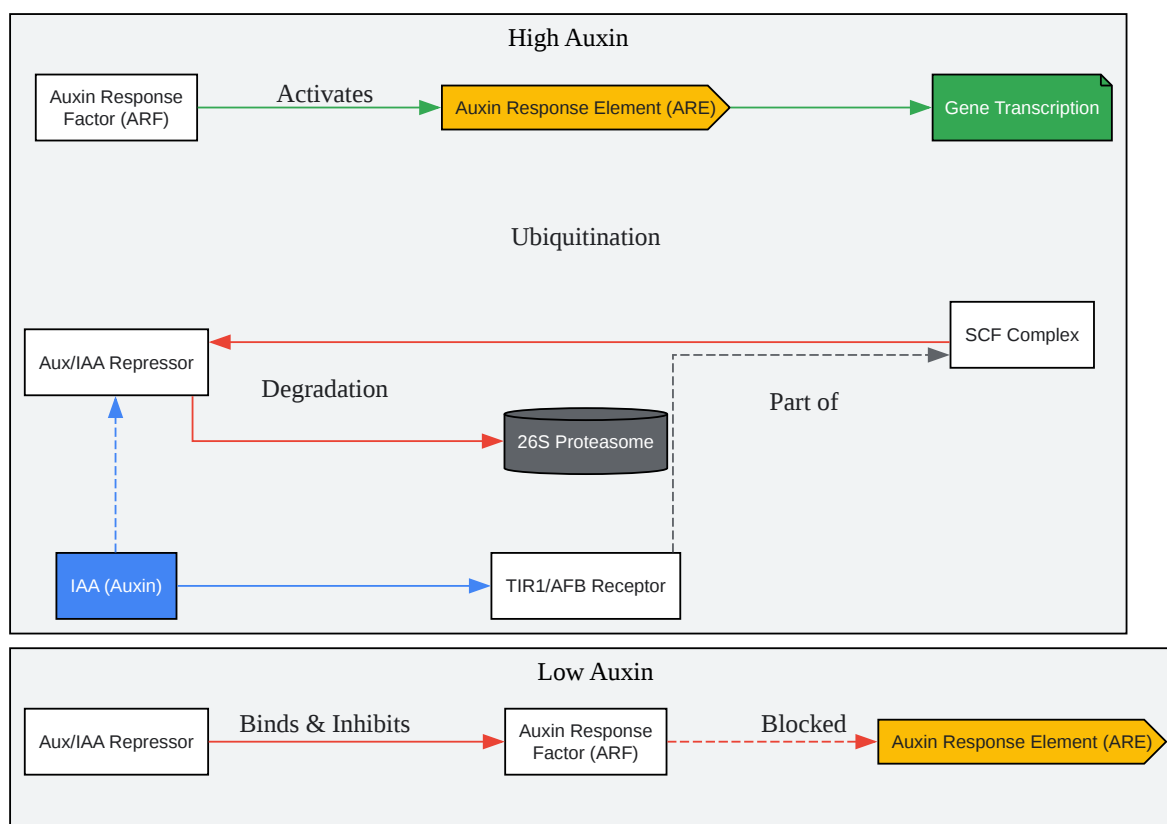 High Auxin
Auxin Response
Factor (ARF)
Activates
Auxin Response Element (ARE)
Gene Transcription
Ubiquitination
SCF Complex
Aux/IAA Repressor
Degradation
Part of
26S Proteasome
IAA (Auxin)
TIR1/AFB Receptor
Low Auxin
Aux/IAA Repressor
Binds & Inhibits
Auxin Response
Factor (ARF)
Blocked
Auxin Response Element (ARE)